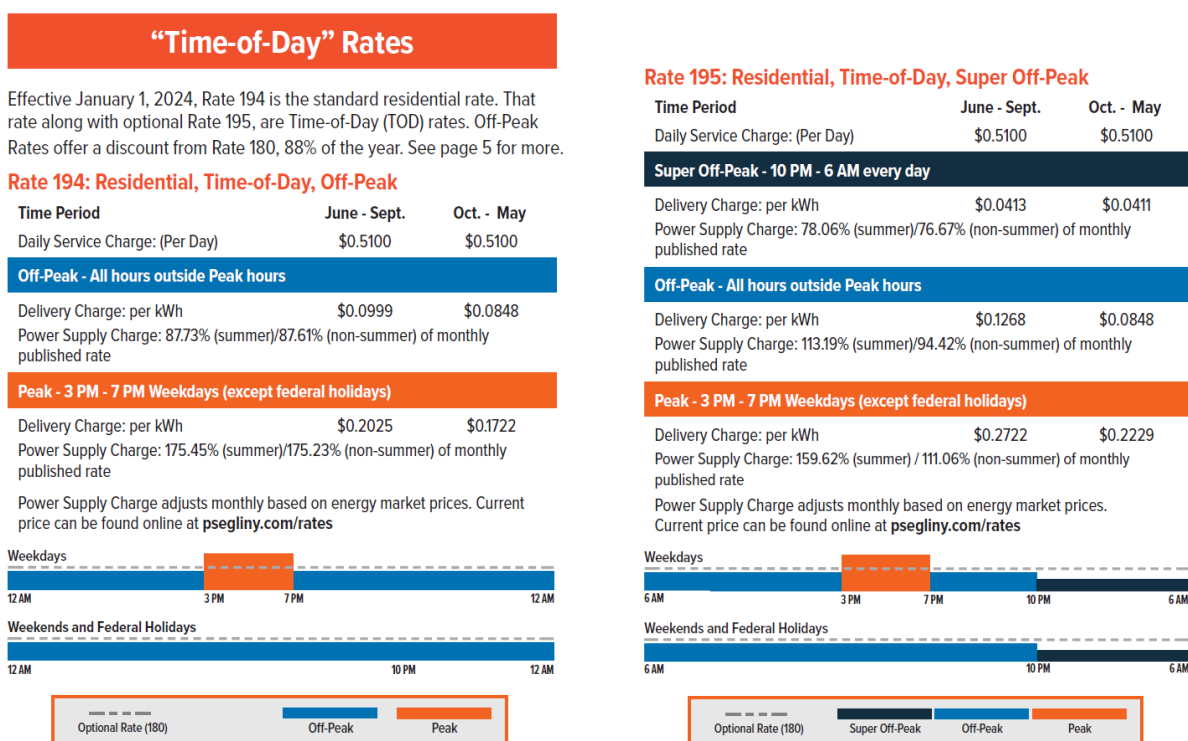 “Time-of-Day” Rates
Effective January 1, 2024, Rate 194 is the standard residential rate. That
rate along with optional Rate 195, are Time-of-Day (TOD) rates. Off-Peak
Rates offer a discount from Rate 180, 88% of the year. See page 5 for more.
Rate 194: Residential, Time-of-Day, Off-Peak
Time Period June - Sept. Oct. - May
Daily Service Charge: (Per Day) $0.5100 $0.5100
Off-Peak - All hours outside Peak hours
Delivery Charge: per kWh $0.0999 $0.0848
Power Supply Charge: 87.73% (summer)/87.61% (non-summer) of monthly
published rate
Peak - 3 PM - 7 PM Weekdays (except federal holidays)
Delivery Charge: per kWh $0.2025 $0.1722
Power Supply Charge: 175.45% (summer)/175.23% (non-summer) of monthly
published rate
Power Supply Charge adjusts monthly based on energy market prices. Current
price can be found online at psegliny.com/rates
Weekdays
12 AM 3 PM 7 PM 12 AM
Weekends and Federal Holidays
12 AM 10 PM 12 AM
Optional Rate (180) Off-Peak Peak
Rate 195: Residential, Time-of-Day, Super Off-Peak
Time Period June - Sept. Oct. - May
Daily Service Charge: (Per Day) $0.5100 $0.5100
Super Off-Peak - 10 PM - 6 AM every day
Delivery Charge: per kWh $0.0413 $0.0411
Power Supply Charge: 78.06% (summer)/76.67% (non-summer) of monthly
published rate
Off-Peak - All hours outside Peak hours
Delivery Charge: per kWh $0.1268 $0.0848
Power Supply Charge: 113.19% (summer)/94.42% (non-summer) of monthly
published rate
Peak - 3 PM - 7 PM Weekdays (except federal holidays)
Delivery Charge: per kWh $0.2722 $0.2229
Power Supply Charge: 159.62% (summer) / 111.06% (non-summer) of monthly
published rate
Power Supply Charge adjusts monthly based on energy market prices.
Current price can be found online at psegliny.com/rates
Weekdays
6 AM 3 PM 7 PM 10 PM 6 AM
Weekends and Federal Holidays
6 AM 10 PM 6 AM
Optional Rate (180) Super Off-Peak Off-Peak Peak